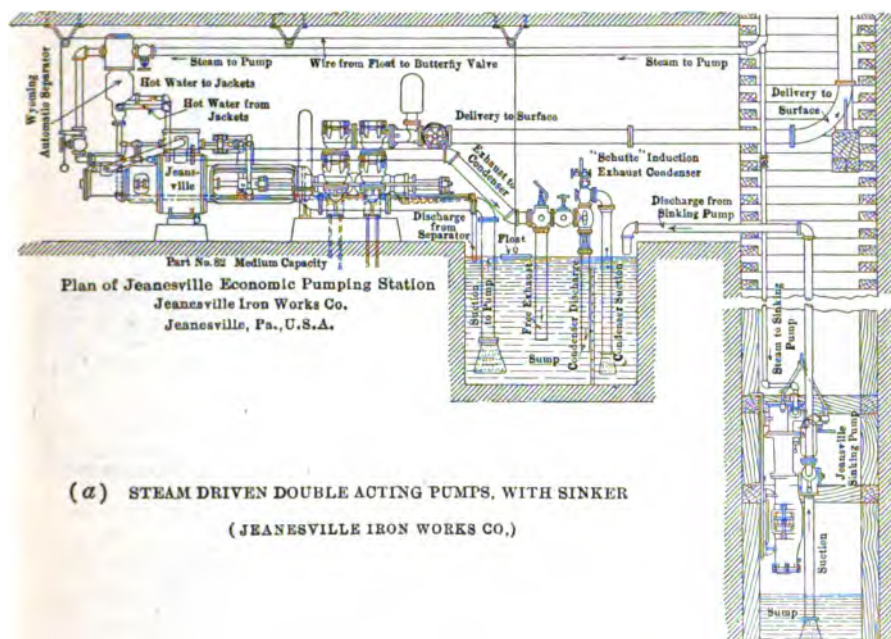 Steam to Pump
Wire from Float to Butterfly Valve
Steam to Pump
Wyoming
Automatic Separator
Hot Water to Jackets
Hot Water from
Jackets
Delivery to Surface
Delivery to
Surface
"Schutte" Induction
Exhaust Condenser
Exhaust to
Condenser
Jeans-
ville
Discharge
from
Separator
Float
Discharge from
Sinking Pump
Part No. 82 Medium Capacity
Plan of Jeanesville Economic Pumping Station
Jeanesville Iron Works Co.
Jeanesville, Pa., U.S.A.
Suction
to Pump
Free Exhaust
Condenser Discharge
Condenser Suction
Sump
Steam to Sinking
Pump
Jeansville
Sinking Pump
Suction
Sump
(a) STEAM DRIVEN DOUBLE ACTING PUMPS, WITH SINKER
(JEANESVILLE IRON WORKS CO,)